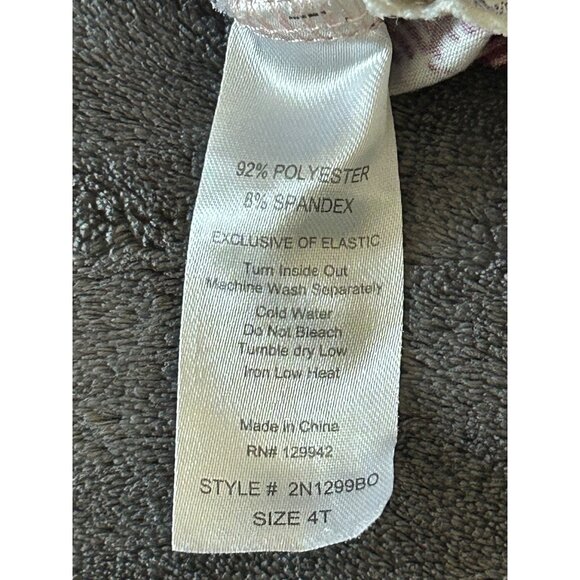 92% POLYESTER
8% SPANDEX
EXCLUSIVE OF ELASTIC
Turn Inside Out
Machine Wash Separately
Cold Water
Do Not Bleach
Tumble dry Low
Iron Low Heat
Made in China
RN# 129942
STYLE # 2N1299BO
SIZE 4T